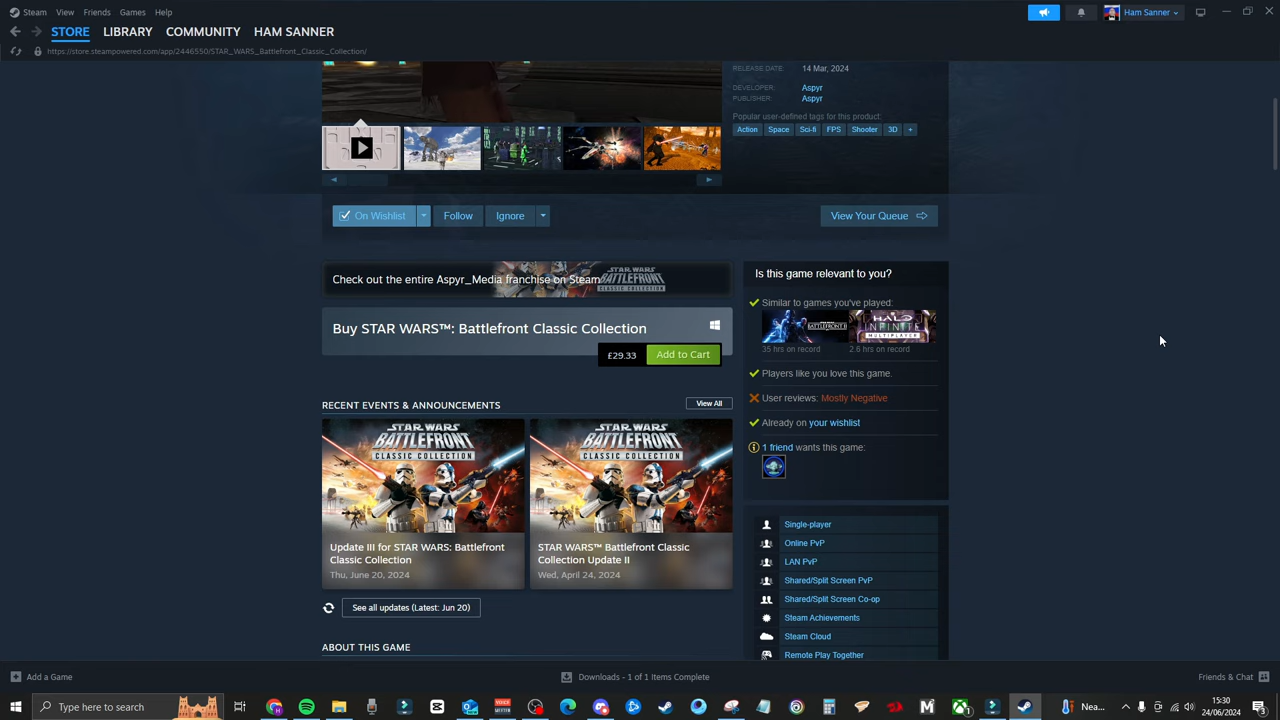 Steam View Friends Games Help
Ham Sanner
STORE LIBRARY COMMUNITY HAM SANNER
https://store.steampowered.com/app/2446550/STAR_WARS_Battlefront_Classic_Collection/
RELEASE DATE: 14 Mar, 2024
DEVELOPER: Aspyr
PUBLISHER: Aspyr
Popular user-defined tags for this product:
Action Space Sci-fi FPS Shooter 3D +
On Wishlist Follow Ignore View Your Queue
Check out the entire Aspyr_Media franchise on Steam
STAR WARS
BATTLEFRONT
CLASSIC COLLECTION
Buy STAR WARS™: Battlefront Classic Collection
£29.33 Add to Cart
RECENT EVENTS & ANNOUNCEMENTS View All
STAR WARS
BATTLEFRONT
CLASSIC COLLECTION
Update III for STAR WARS: Battlefront
Classic Collection
Thu, June 20, 2024
STAR WARS
BATTLEFRONT
CLASSIC COLLECTION
STAR WARS™ Battlefront Classic
Collection Update II
Wed, April 24, 2024
See all updates (Latest: Jun 20)
ABOUT THIS GAME
Is this game relevant to you?
Similar to games you've played:
BATTLEFRONT II
HALO
INFINITE
MULTIPLAYER
35 hrs on record 2.6 hrs on record
Players like you love this game.
User reviews: Mostly Negative
Already on your wishlist
1 friend wants this game:
Single-player
Online PvP
LAN PvP
Shared/Split Screen PvP
Shared/Split Screen Co-op
Steam Achievements
Steam Cloud
Remote Play Together
Add a Game Downloads - 1 of 1 Items Complete Friends & Chat
Type here to search
Nea...
15:30
24/06/2024